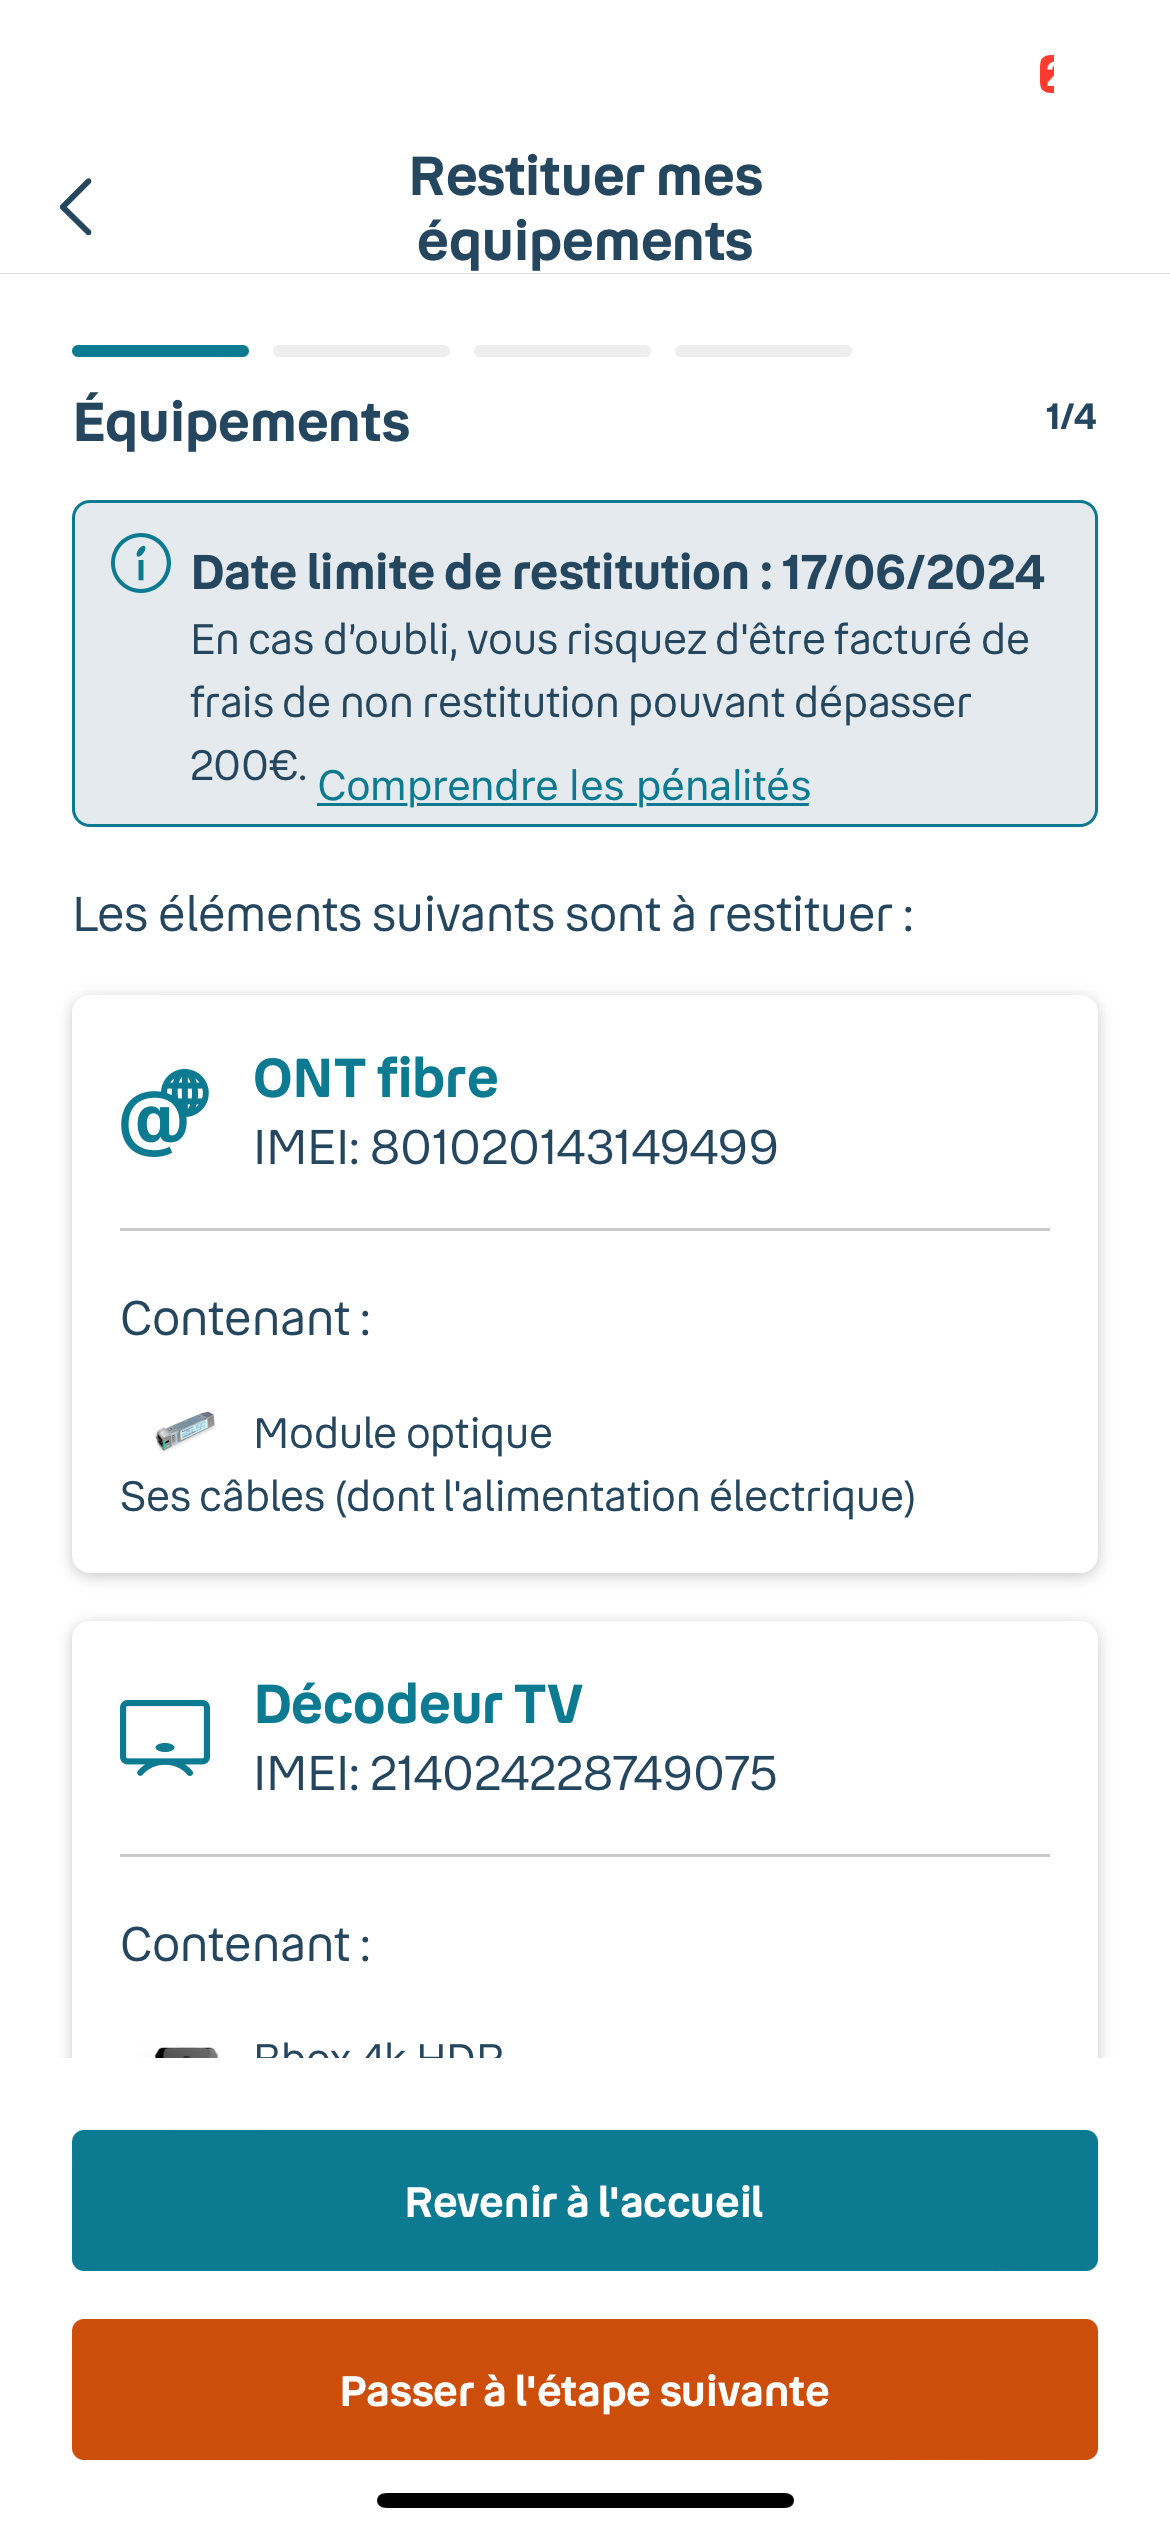 Restituer mes
équipements
Équipements
1/4
Date limite de restitution : 17/06/2024
En cas d’oubli, vous risquez d'être facturé de
frais de non restitution pouvant dépasser
200€. Comprendre les pénalités
Les éléments suivants sont à restituer :
ONT fibre
IMEI: 801020143149499
Contenant :
Module optique
Ses câbles (dont l'alimentation électrique)
Décodeur TV
IMEI: 214024228749075
Contenant :
Bbox 4k HDR
Revenir à l'accueil
Passer à l'étape suivante